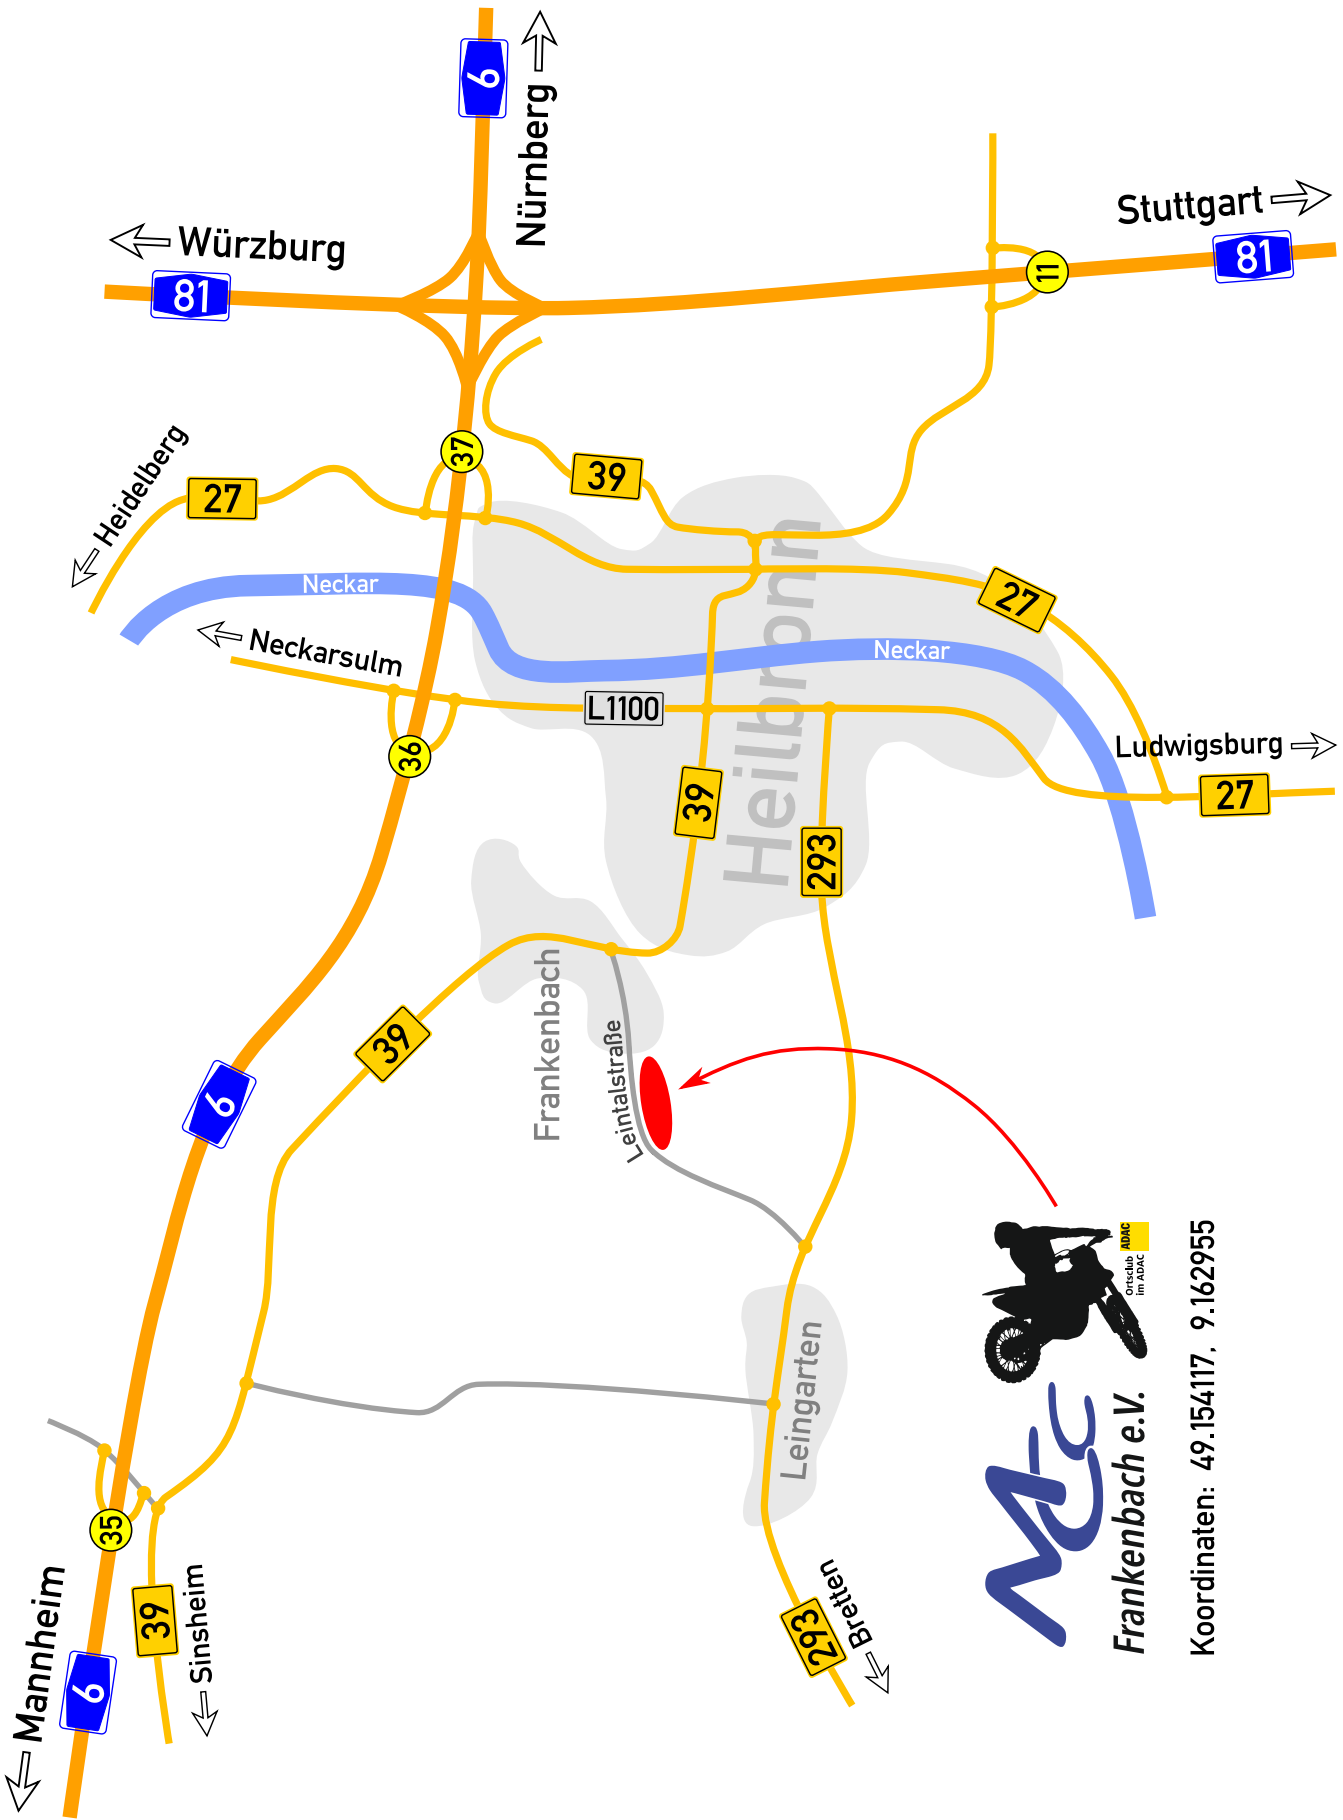 6
Nürnberg
Würzburg
81
Stuttgart
81
11
37
Heidelberg
27
39
Neckar
Neckarsulm
L1100
36
Heilbronn
27
Neckar
Ludwigsburg
27
39
293
Frankenbach
39
Leintalstraße
6
Leingarten
35
39
Sinsheim
Mannheim
6
293
Bretten
ADAC
Ortsclub
im ADAC
MCC
Frankenbach e.V.
Koordinaten: 49.154117, 9.162955